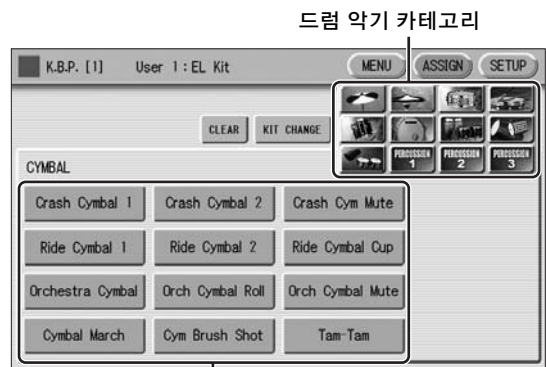 드럼 악기 카테고리
K.B.P. [1] User 1 : EL Kit MENU ASSIGN SETUP
CLEAR KIT CHANGE
PERCUSSION 1 PERCUSSION 2 PERCUSSION 3
CYMBAL
Crash Cymbal 1 Crash Cymbal 2 Crash Cym Mute
Ride Cymbal 1 Ride Cymbal 2 Ride Cymbal Cup
Orchestra Cymbal Orch Cymbal Roll Orch Cymbal Mute
Cymbal March Cym Brush Shot Tam-Tam